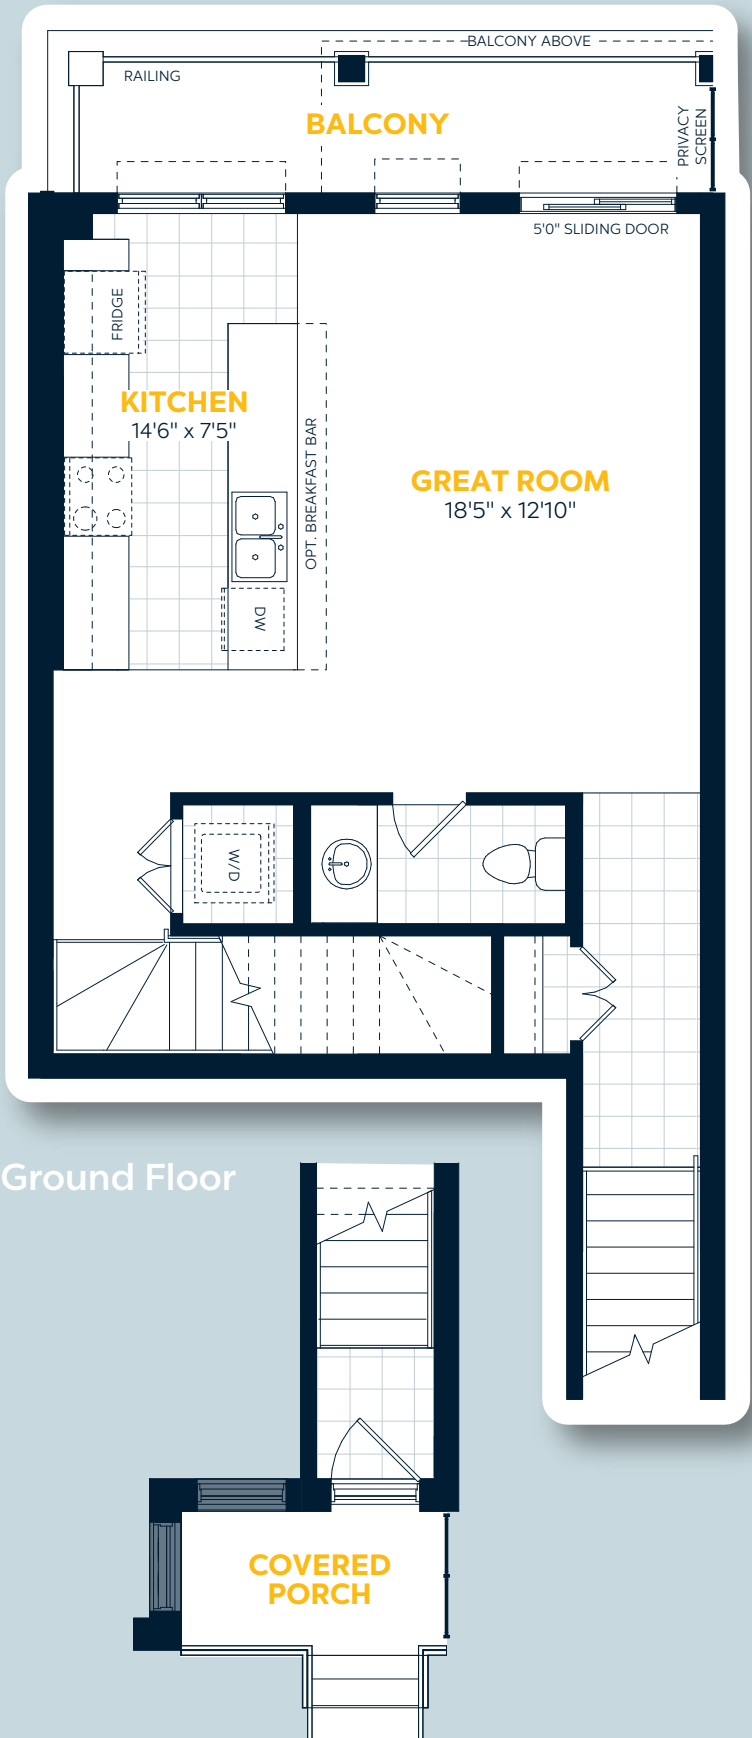 BALCONY ABOVE
RAILING
BALCONY
PRIVACY
SCREEN
5'0" SLIDING DOOR
FRIDGE
KITCHEN
14'6" x 7'5"
OPT. BREAKFAST BAR
GREAT ROOM
18'5" x 12'10"
DW
W/D
Ground Floor
COVERED
PORCH